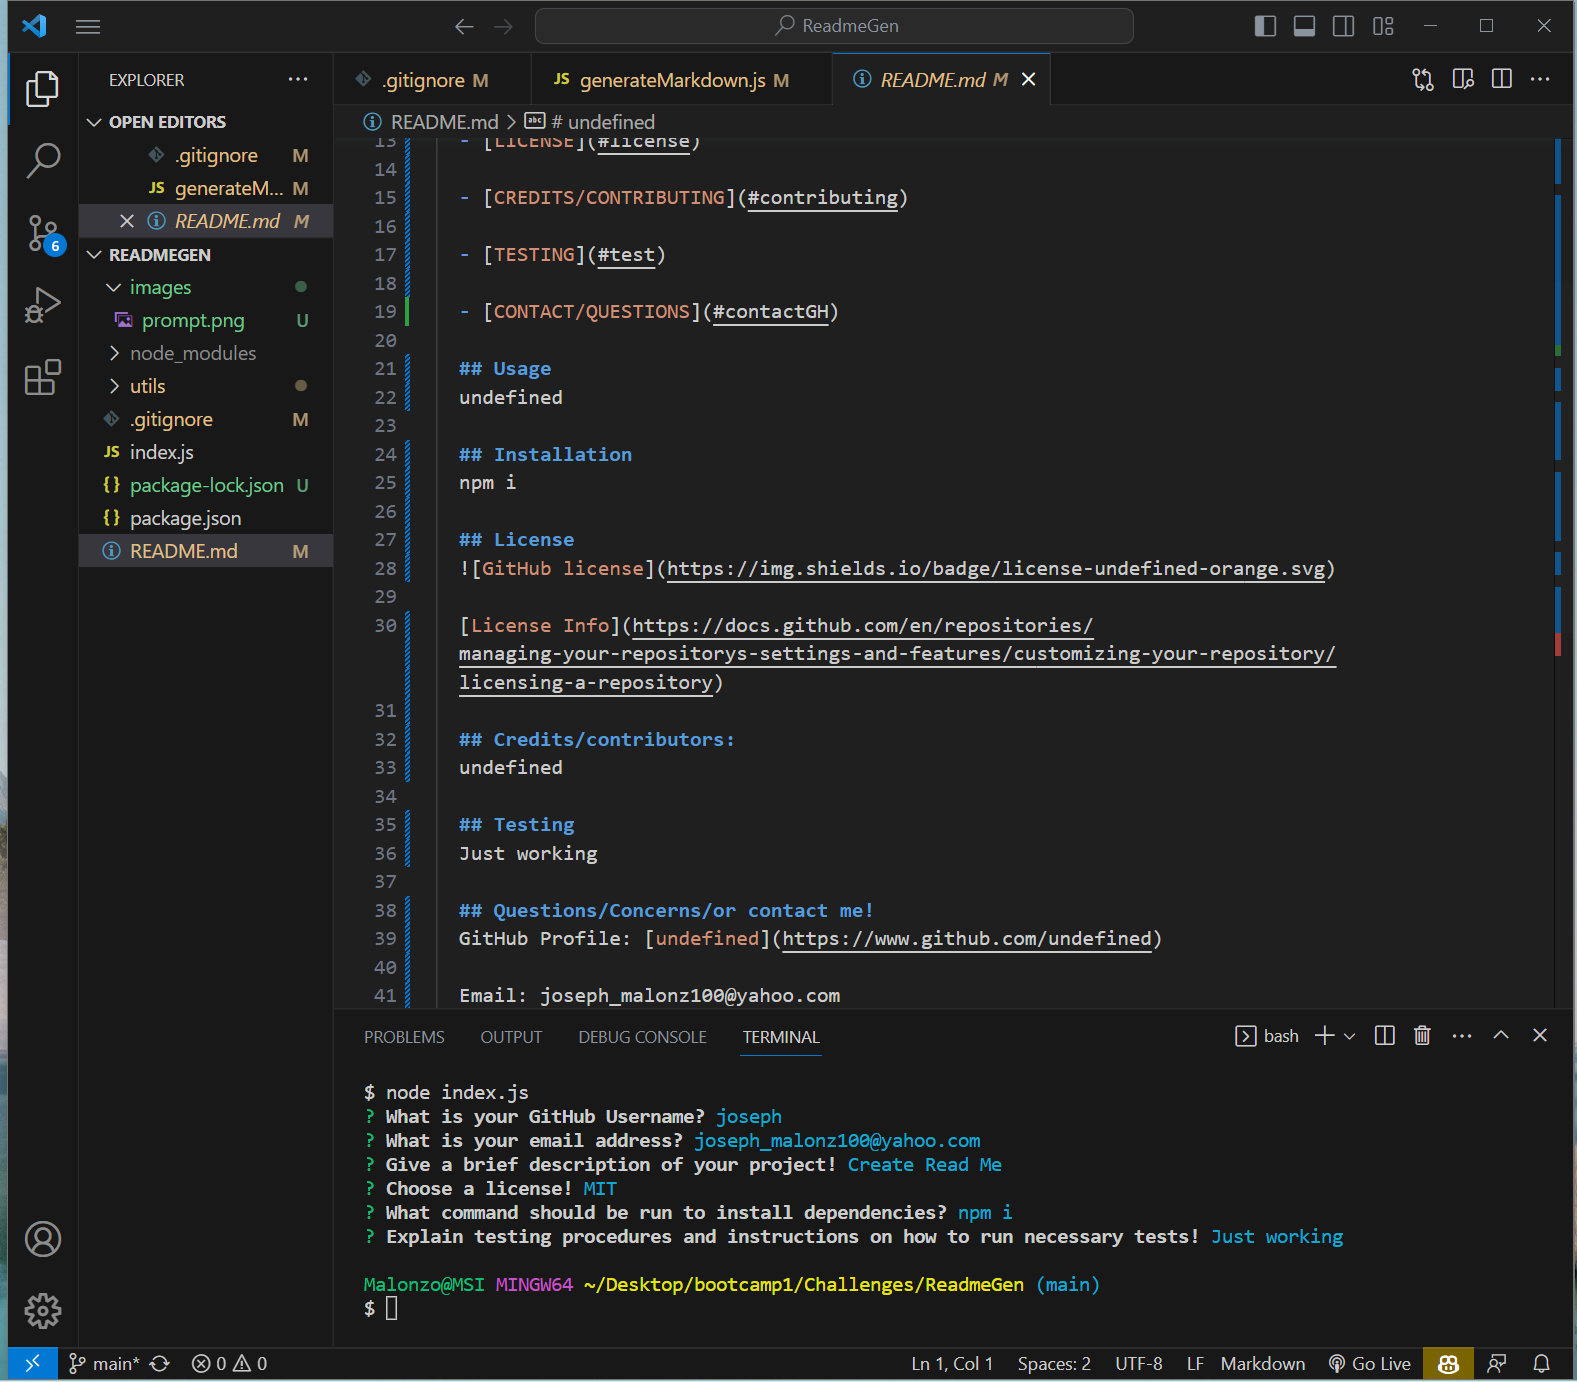 ReadmeGen
EXPLORER
OPEN EDITORS
.gitignore M
JS generateM... M
README.md M
6
READMEGEN
images
prompt.png U
node_modules
utils
.gitignore M
JS index.js
{} package-lock.json U
{} package.json
README.md M
.gitignore M
JS generateMarkdown.js M
README.md M
README.md > abc # undefined
13 - [LICENSE](#license)
14
15 - [CREDITS/CONTRIBUTING](#contributing)
16
17 - [TESTING](#test)
18
19 - [CONTACT/QUESTIONS](#contactGH)
20
21 ## Usage
22 undefined
23
24 ## Installation
25 npm i
26
27 ## License
28 ![GitHub license](https://img.shields.io/badge/license-undefined-orange.svg)
29
30 [License Info](https://docs.github.com/en/repositories/
managing-your-repositorys-settings-and-features/customizing-your-repository/
licensing-a-repository)
31
32 ## Credits/contributors:
33 undefined
34
35 ## Testing
36 Just working
37
38 ## Questions/Concerns/or contact me!
39 GitHub Profile: [undefined](https://www.github.com/undefined)
40
41 Email: joseph_malonz100@yahoo.com
PROBLEMS OUTPUT DEBUG CONSOLE TERMINAL bash
$ node index.js
? What is your GitHub Username? joseph
? What is your email address? joseph_malonz100@yahoo.com
? Give a brief description of your project! Create Read Me
? Choose a license! MIT
? What command should be run to install dependencies? npm i
? Explain testing procedures and instructions on how to run necessary tests! Just working
Malonzo@MSI MINGW64 ~/Desktop/bootcamp1/Challenges/ReadmeGen (main)
$
main* 0 0 Ln 1, Col 1 Spaces: 2 UTF-8 LF Markdown Go Live